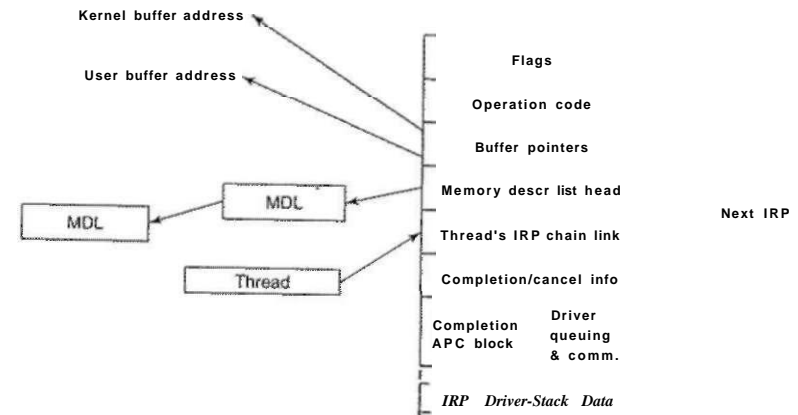 Kernel buffer address
Flags
User buffer address
Operation code
Buffer pointers
Memory descr list head
MDL
MDL
Next IRP
Thread's IRP chain link
Thread
Completion/cancel info
Completion
APC block
Driver
queuing
& comm.
IRP Driver-Stack Data